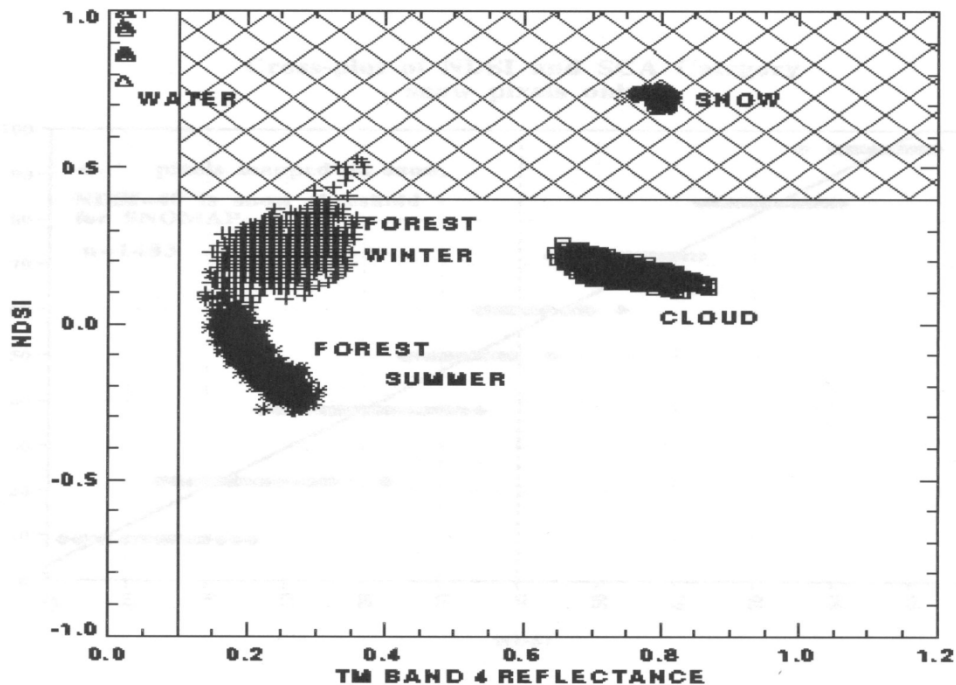 1.0
WATER
SNOW
0.5
FOREST
WINTER
NDSI
0.0
CLOUD
FOREST
SUMMER
-0.5
-1.0
0.0 0.2 0.4 0.6 0.8 1.0 1.2
TM BAND 4 REFLECTANCE